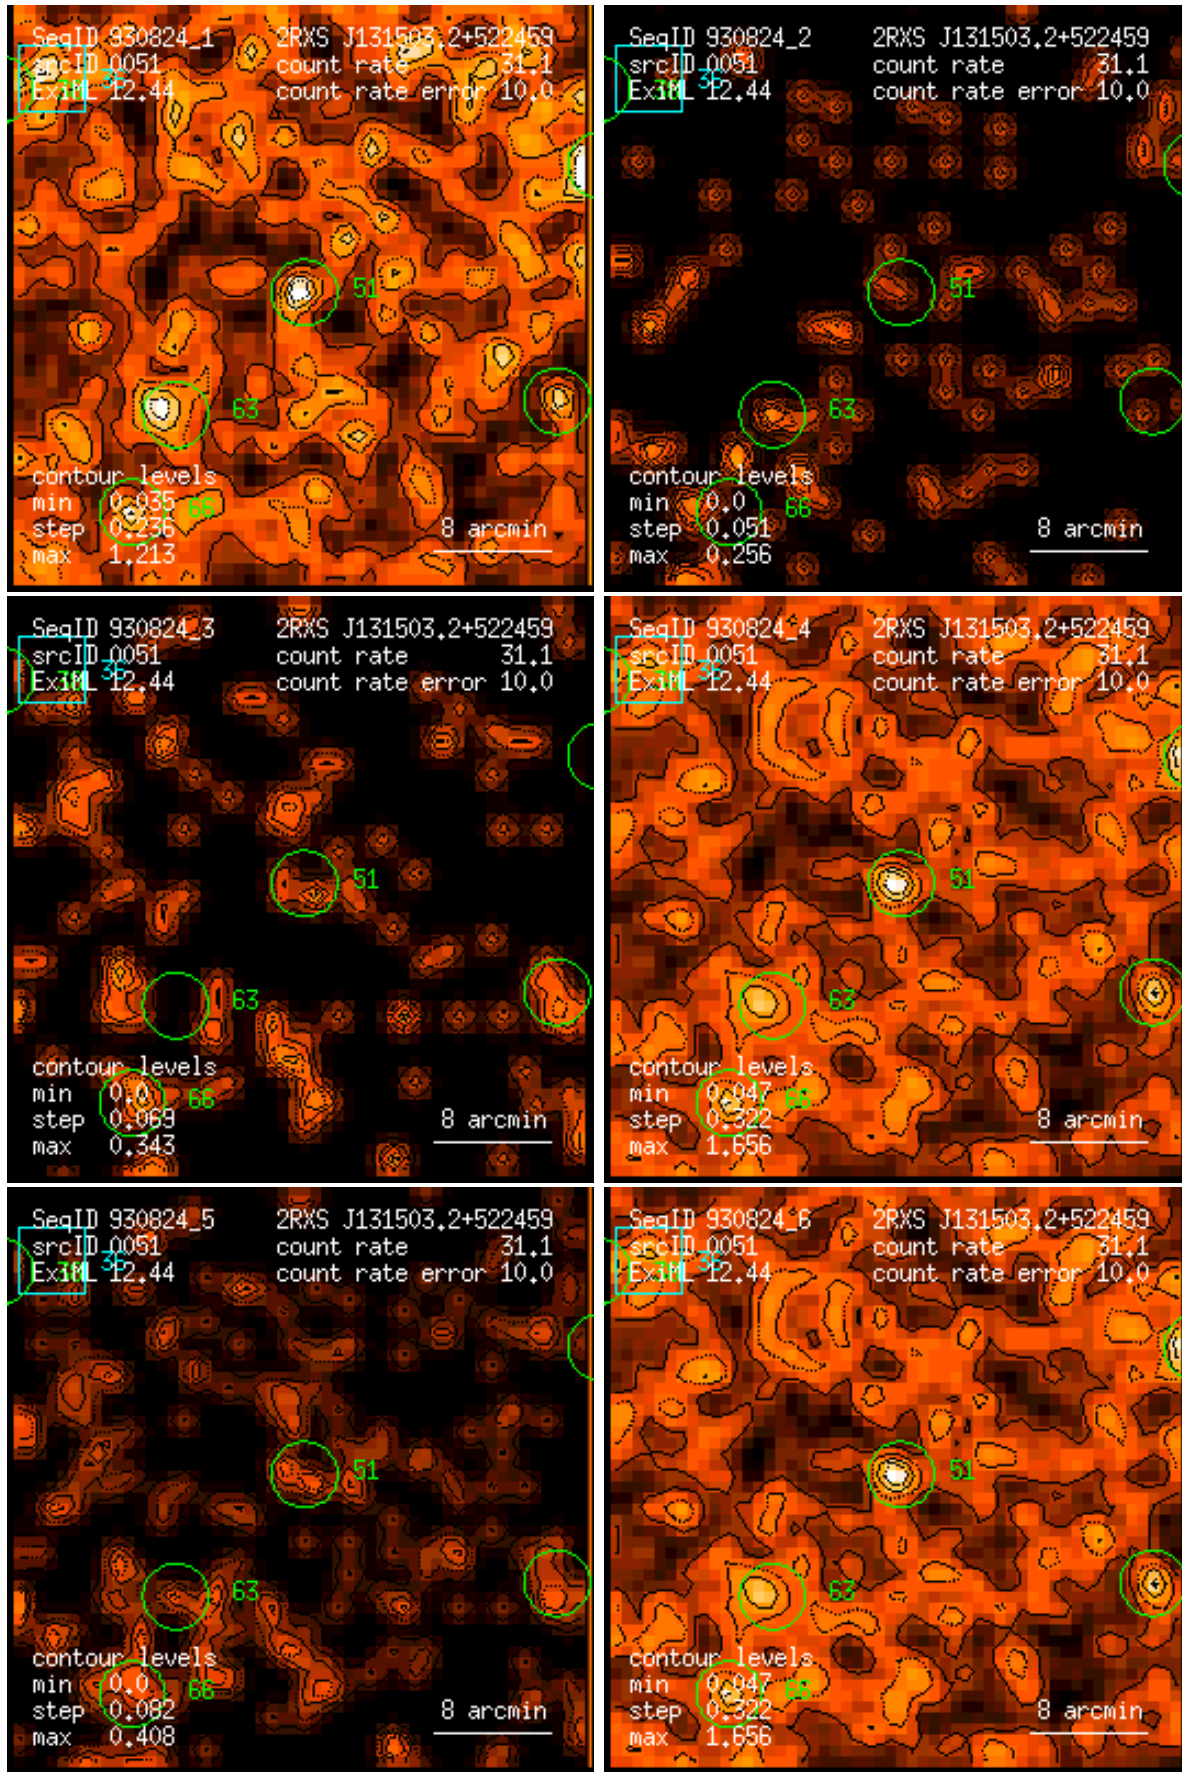 SeqID 930824_1 2RXS J131503.2+522459
srcID 0051 count rate 31.1
ExiML 12.44 count rate error 10.0
36
51
63
contour levels
min 0.035 66
step 0.236 8 arcmin
max 1.213
SeqID 930824_2 2RXS J131503.2+522459
srcID 0051 count rate 31.1
ExiML 12.44 count rate error 10.0
36
51
63
contour levels
min 0.0 66
step 0.051 8 arcmin
max 0.256
SeqID 930824_3 2RXS J131503.2+522459
srcID 0051 count rate 31.1
ExiML 12.44 count rate error 10.0
36
51
63
contour levels
min 0.0 66
step 0.069 8 arcmin
max 0.343
SeqID 930824_4 2RXS J131503.2+522459
srcID 0051 count rate 31.1
ExiML 12.44 count rate error 10.0
36
51
63
contour levels
min 0.047 66
step 0.322 8 arcmin
max 1.656
SeqID 930824_5 2RXS J131503.2+522459
srcID 0051 count rate 31.1
ExiML 12.44 count rate error 10.0
36
51
63
contour levels
min 0.0 66
step 0.082 8 arcmin
max 0.408
SeqID 930824_6 2RXS J131503.2+522459
srcID 0051 count rate 31.1
ExiML 12.44 count rate error 10.0
36
51
63
contour levels
min 0.047 66
step 0.322 8 arcmin
max 1.656